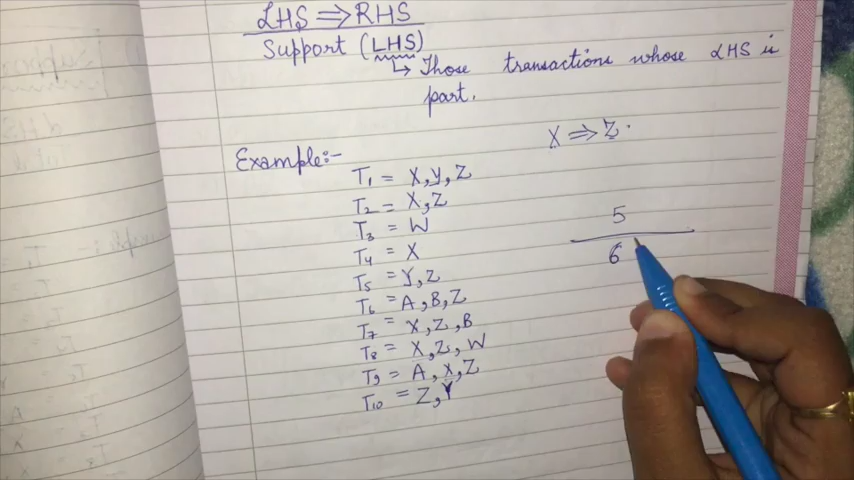 LHS ⇒ RHS
Support (LHS)
↳ Those transactions whose LHS is
part.
X ⇒ Z.
Example:-
T1 = X, Y, Z
T2 = X, Z
T3 = W
T4 = X
T5 = Y, Z
T6 = A, B, Z
T7 = X, Z, B
T8 = X, Z, W
T9 = A, X, Z
T10 = Z, Y
5
6